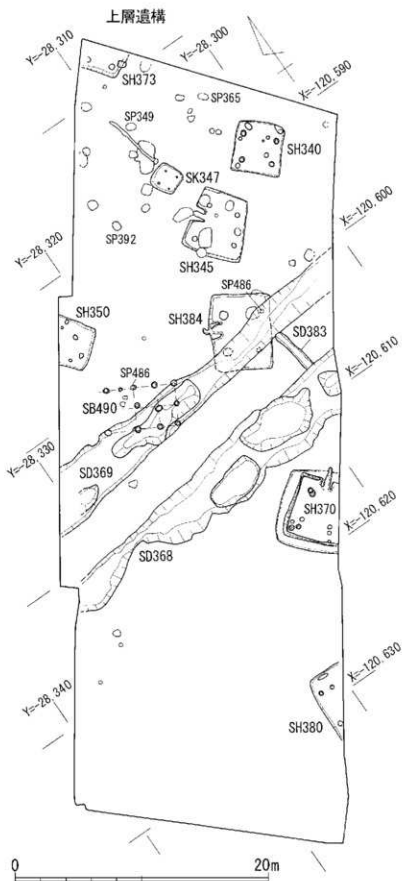 上層遺構
Y=-28,310
Y=-28,300
X=-120,590
SH373
SP365
SP349
SH340
SK347
X=-120,600
Y=-28,320
SP392
SH345
SP486
SH384
SD383
SH350
X=-120,610
SP486
SB490
Y=-28,330
SD369
SH370
X=-120,620
SD368
X=-120,630
Y=-28,340
SH380
0
20m